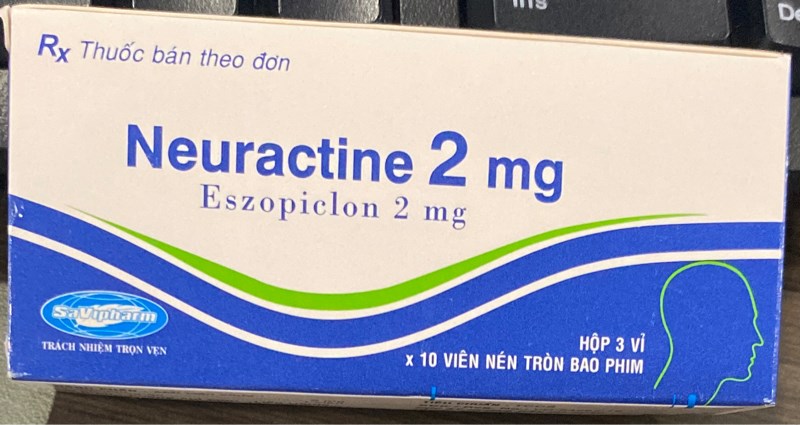 Rx Thuốc bán theo đơn
Neuractine 2 mg
Eszopiclon 2 mg
SaVipharm
TRÁCH NHIỆM TRỌN VẸN
HỘP 3 VỈ
x 10 VIÊN NÉN TRÒN BAO PHIM
Ins